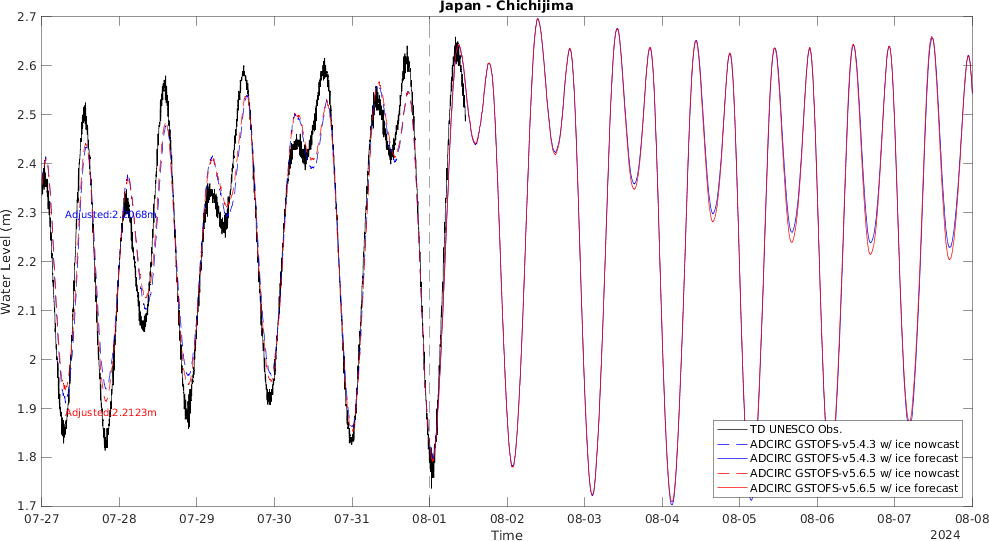 Japan - Chichijima
Water Level (m)
2.7
2.6
2.5
2.4
2.3
2.2
2.1
2
1.9
1.8
1.7
Adjusted:2.2068m
Adjusted:2.2123m
TD UNESCO Obs.
ADCIRC GSTOFS-v5.4.3 w/ ice nowcast
ADCIRC GSTOFS-v5.4.3 w/ ice forecast
ADCIRC GSTOFS-v5.6.5 w/ ice nowcast
ADCIRC GSTOFS-v5.6.5 w/ ice forecast
07-27 07-28 07-29 07-30 07-31 08-01 08-02 08-03 08-04 08-05 08-06 08-07 08-08
Time
2024